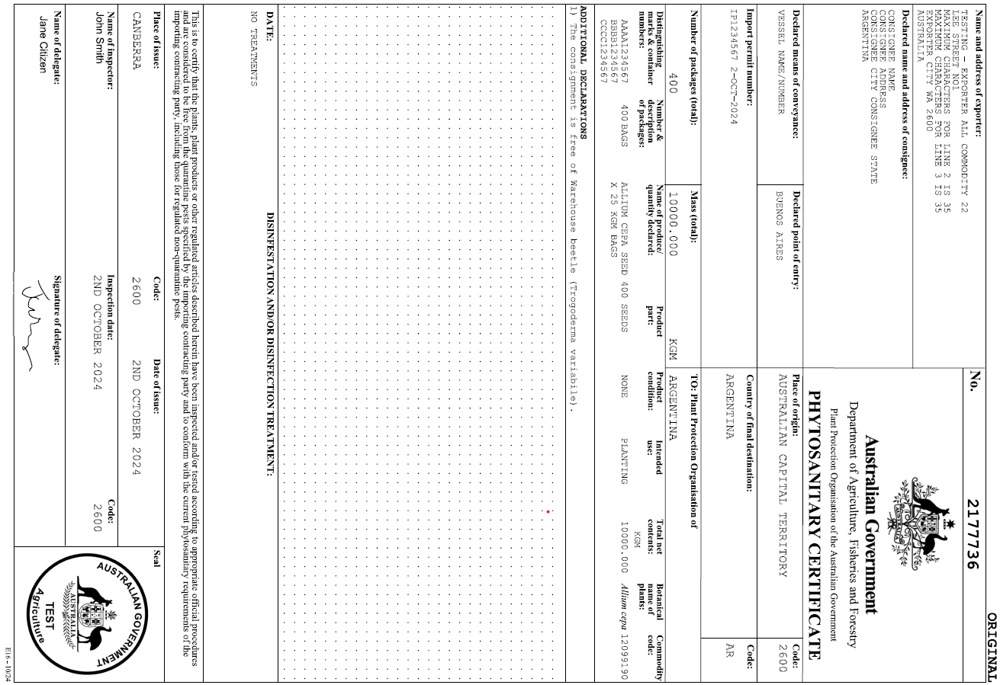 ORIGINAL
No. 2177736
Name and address of exporter:
TESTING - EXPORTER ALL COMMODITY 22
LEE STREET NO1
MAXIMUM CHARACTERS FOR LINE 2 IS 35
MAXIMUM CHARACTERS FOR LINE 3 IS 35
EXPORTER CITY WA 2600
AUSTRALIA
Australian Government
Department of Agriculture, Fisheries and Forestry
Plant Protection Organisation of the Australian Government
PHYTOSANITARY CERTIFICATE
Declared name and address of consignee:
CONSIGNEE NAME
CONSIGNEE ADDRESS
CONSIGNEE CITY CONSIGNEE STATE
ARGENTINA
Declared means of conveyance: Declared point of entry: Place of origin: Code:
VESSEL NAME/NUMBER BUENOS AIRES AUSTRALIAN CAPITAL TERRITORY 2600
Import permit number: Country of final destination: Code:
IP1234567 2-OCT-2024 ARGENTINA AR
Number of packages (total): Mass (total): TO: Plant Protection Organisation of
400 10000.000 KGM ARGENTINA
Distinguishing Number & Name of produce/ Product Product Intended Total net Botanical Commodity
marks & container description quantity declared: part: condition: use: contents: name of code:
numbers: of packages: KGM plants:
AAAA1234567 400 BAGS ALLIUM CEPA SEED 400 SEEDS NONE PLANTING 10000.000 Allium cepa 12099190
BBBB1234567 X 25 KGM BAGS
CCCC1234567
ADDITIONAL DECLARATIONS
1) The consignment is free of Warehouse beetle (Trogoderma variabile).
DISINFESTATION AND/OR DISINFECTION TREATMENT:
DATE:
NO TREATMENTS
This is to certify that the plants, plant products or other regulated articles described herein have been inspected and/or tested according to appropriate official procedures
and are considered to be free from the quarantine pests specified by the importing contracting party and to conform with the current phytosanitary requirements of the
importing contracting party, including those for regulated non-quarantine pests.
Place of issue: Code: Date of issue: Seal
CANBERRA 2600 2ND OCTOBER 2024
Name of inspector: Inspection date: Code:
John Smith 2ND OCTOBER 2024 2600
Name of delegate: Signature of delegate:
Jane Citizen
AUSTRALIAN GOVERNMENT
AUSTRALIA
TEST
Agriculture
E16 - 10/24